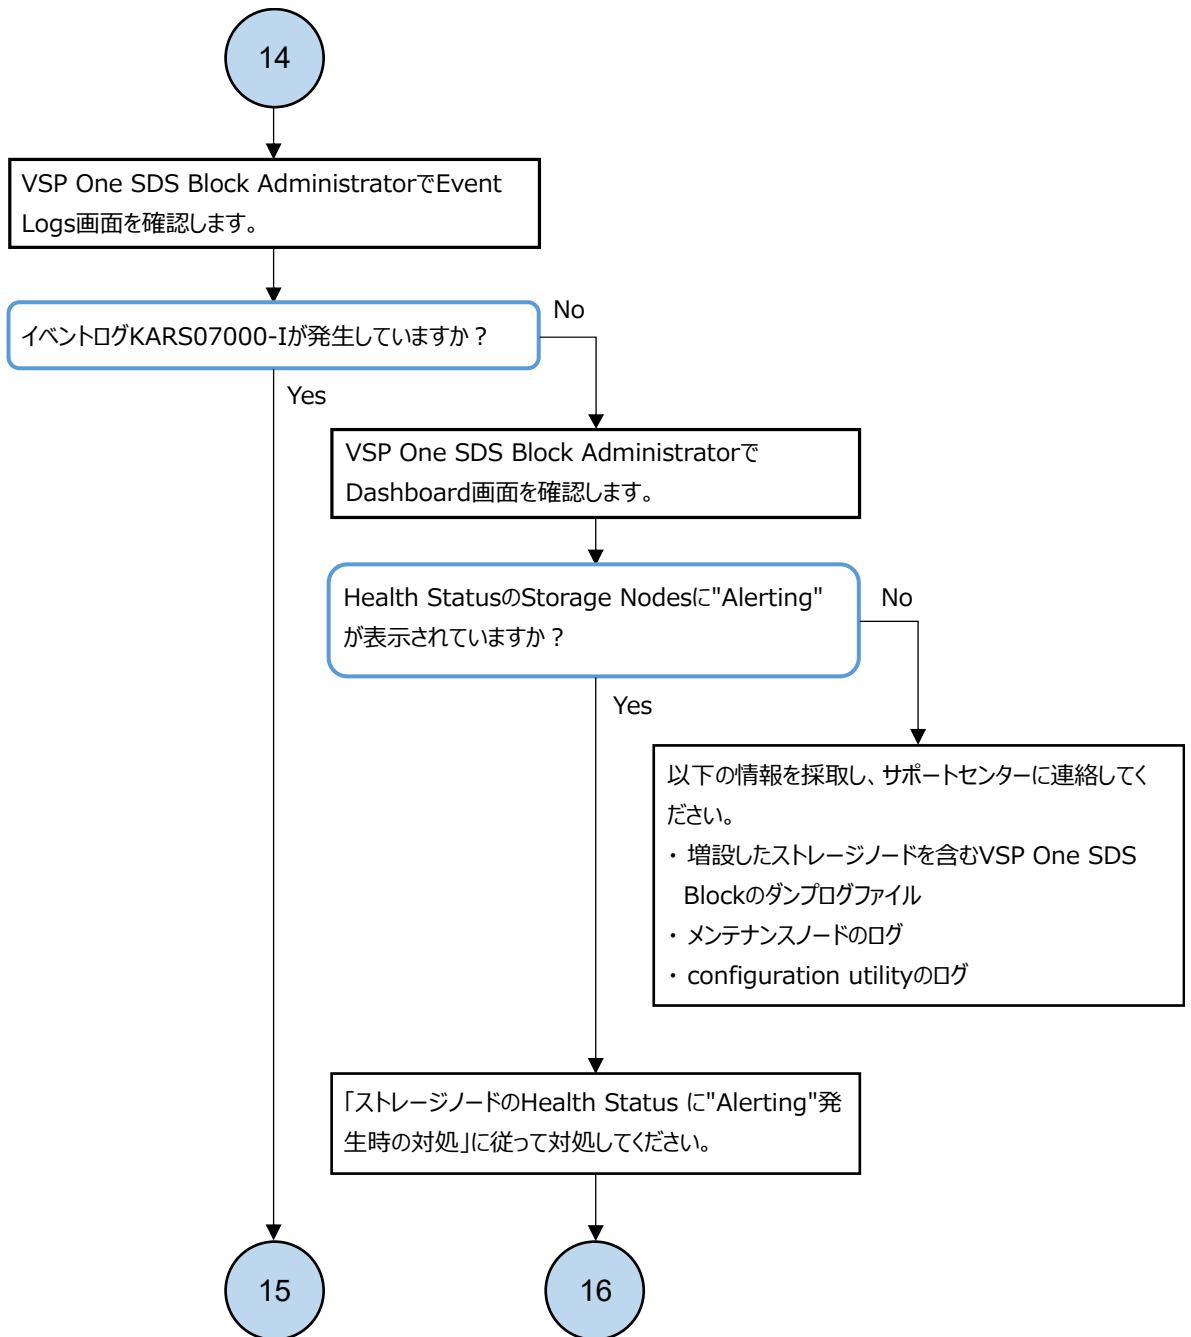 14
VSP One SDS Block AdministratorでEvent
Logs画面を確認します。
No
イベントログKARS07000-Iが発生していますか？
Yes
VSP One SDS Block Administratorで
Dashboard画面を確認します。
Health StatusのStorage Nodesに"Alerting"
が表示されていますか？
No
Yes
以下の情報を採取し、サポートセンターに連絡してく
ださい。
・ 増設したストレージノードを含むVSP One SDS
Blockのダンプログファイル
・ メンテナンスノードのログ
・ configuration utilityのログ
「ストレージノードのHealth Status に"Alerting"発
生時の対処」に従って対処してください。
15
16